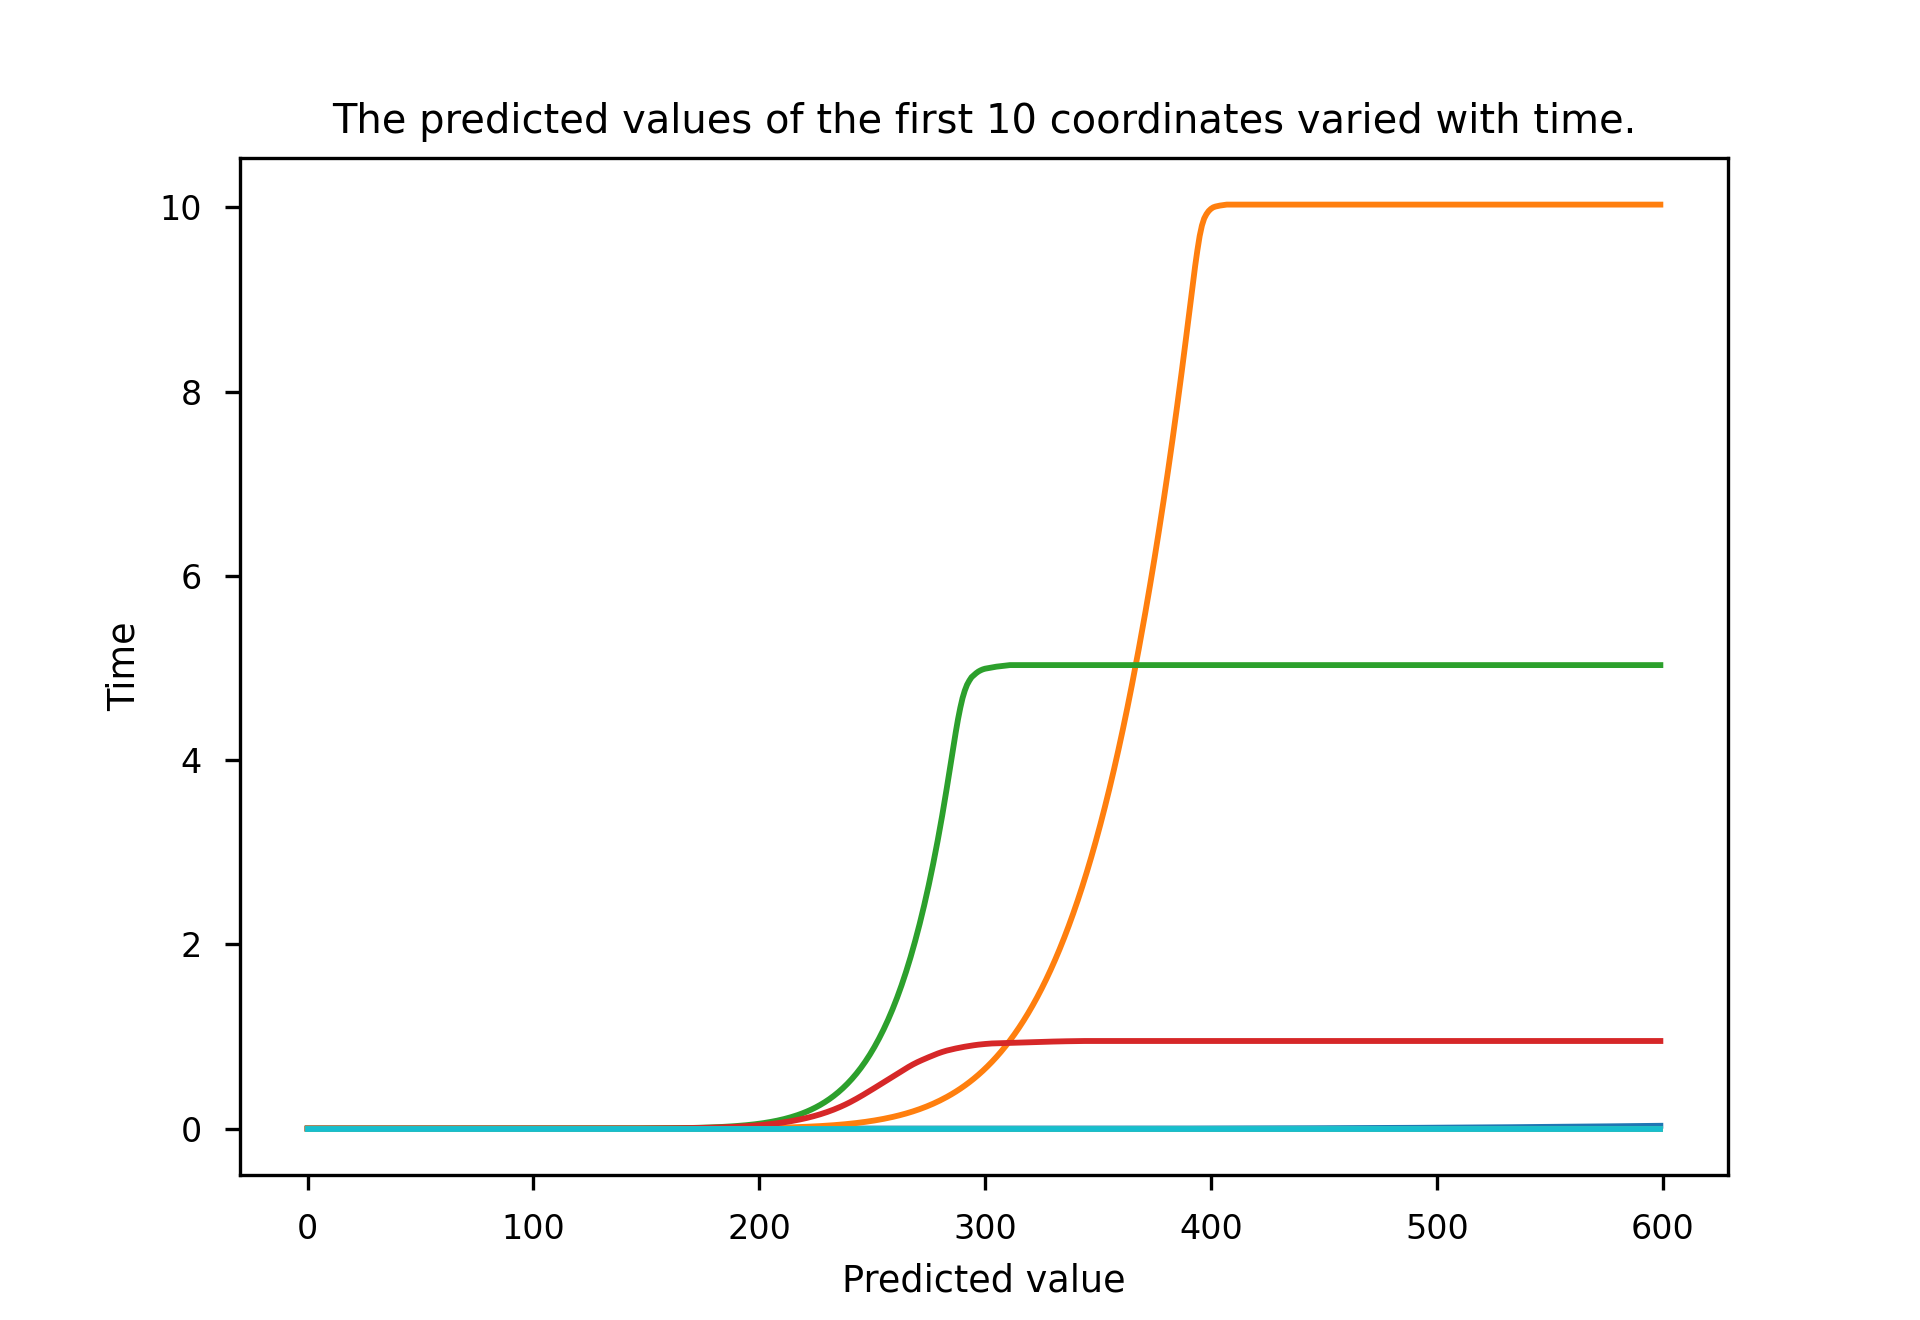 The predicted values of the first 10 coordinates varied with time.
10
8
6
4
2
0
Time
0 100 200 300 400 500 600
Predicted value